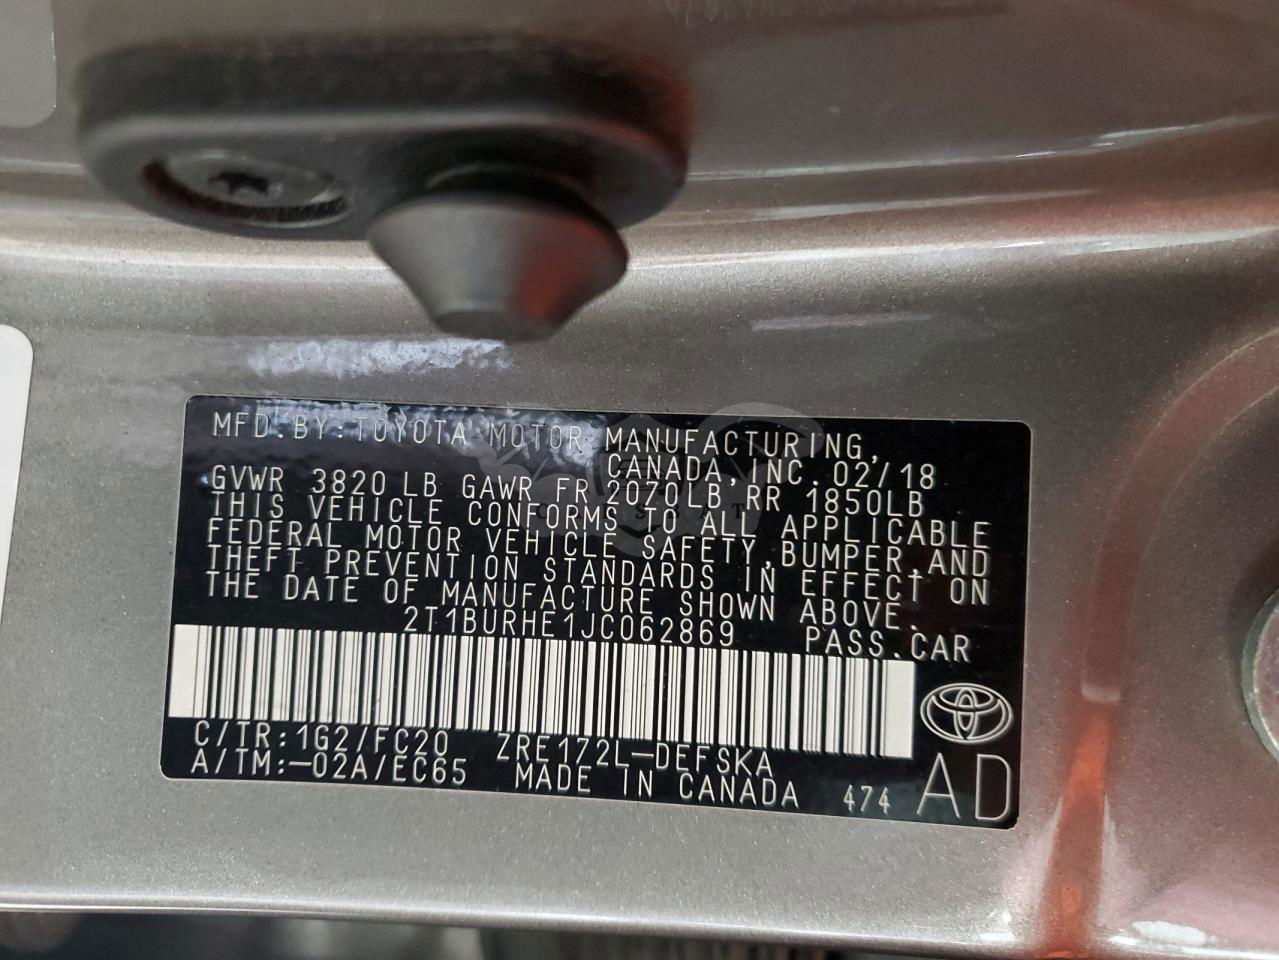 MFD.BY:TOYOTA MOTOR MANUFACTURING,
CANADA,INC. 02/18
GVWR 3820 LB GAWR FR 2070LB RR 1850LB
THIS VEHICLE CONFORMS TO ALL APPLICABLE
FEDERAL MOTOR VEHICLE SAFETY,BUMPER,AND
THEFT PREVENTION STANDARDS IN EFFECT ON
THE DATE OF MANUFACTURE SHOWN ABOVE.
2T1BURHE1JC062869 PASS.CAR
C/TR:1G2/FC20 ZRE172L-DEFSKA
A/TM:-02A/EC65 MADE IN CANADA 474 AD